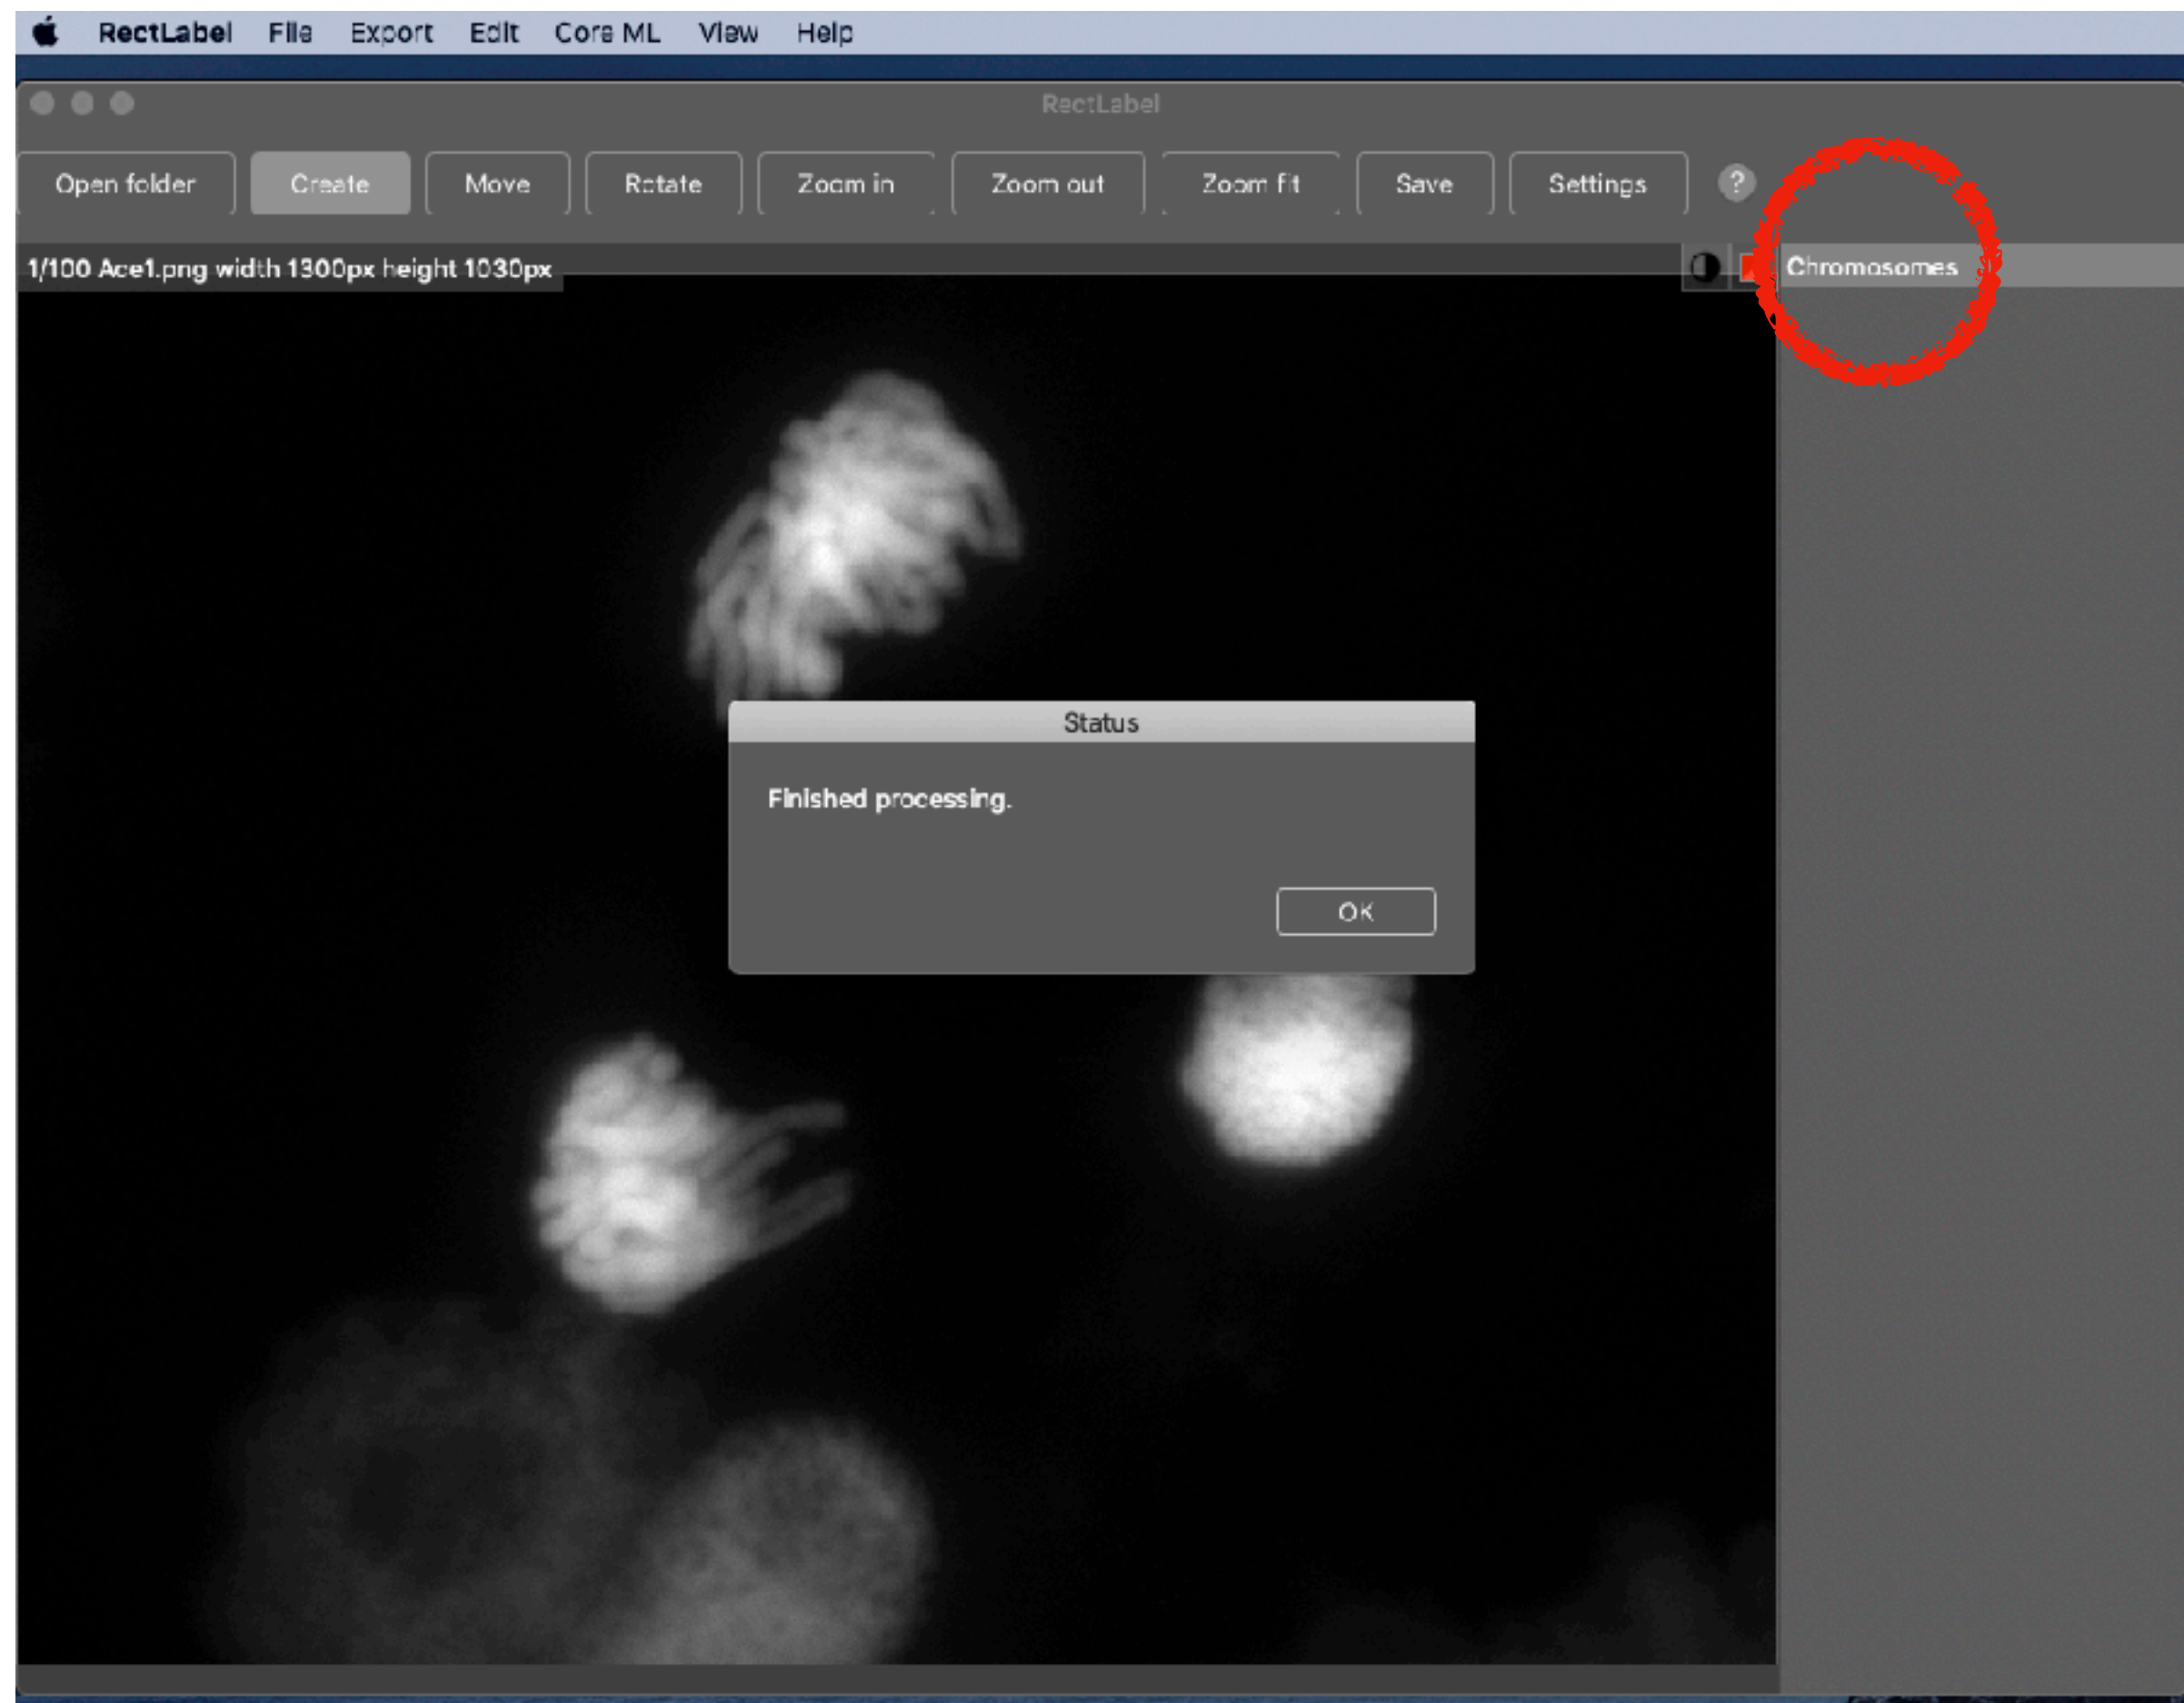 RectLabel File Export Edit Core ML View Help
RectLabel
Open folder Create Move Rotate Zoom in Zoom out Zoom fit Save Settings ?
1/100 Ace1.png width 1300px height 1030px
Chromosomes
Status
Finished processing.
OK